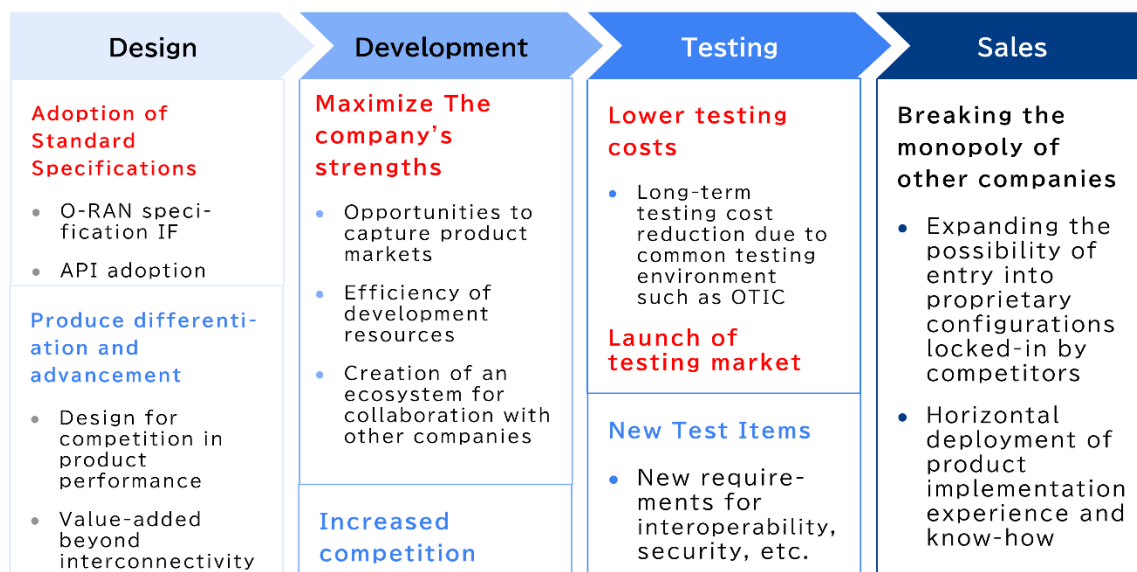 Design
Adoption of
Standard
Specifications
• O-RAN speci-
fication IF
• API adoption
Produce differenti-
ation and
advancement
• Design for
competition in
product
performance
• Value-added
beyond
interconnectivity
Development
Maximize The
company's
strengths
• Opportunities to
capture product
markets
• Efficiency of
development
resources
• Creation of an
ecosystem for
collaboration with
other companies
Increased
competition
Testing
Lower testing
costs
• Long-term
testing cost
reduction due to
common testing
environment
such as OTIC
Launch of
testing market
New Test Items
• New require-
ments for
interoperability,
security, etc.
Sales
Breaking the
monopoly of
other companies
• Expanding the
possibility of
entry into
proprietary
configurations
locked-in by
competitors
• Horizontal
deployment of
product
implementation
experience and
know-how